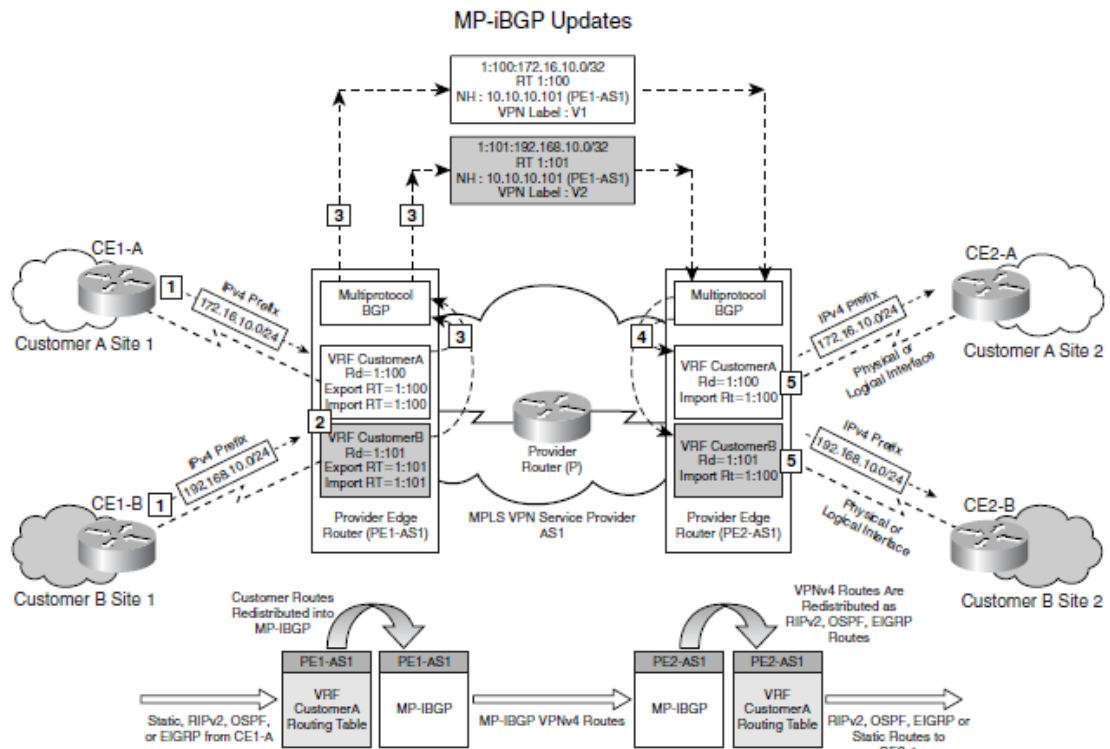 MP-iBGP Updates
1:100:172.16.10.0/32
RT 1:100
NH : 10.10.10.101 (PE1-AS1)
VPN Label : V1
1:101:192.168.10.0/32
RT 1:101
NH : 10.10.10.101 (PE1-AS1)
VPN Label : V2
3
3
CE1-A
1
IPv4 Prefix
172.16.10.0/24
Customer A Site 1
Multiprotocol
BGP
3
VRF CustomerA
Rd=1:100
Export RT=1:100
Import RT=1:100
2
VRF CustomerB
Rd=1:101
Export RT=1:101
Import RT=1:101
Provider Edge
Router (PE1-AS1)
IPv4 Prefix
192.168.10.0/24
CE1-B
1
Customer B Site 1
Provider
Router (P)
MPLS VPN Service Provider
AS1
Multiprotocol
BGP
4
VRF CustomerA
Rd=1:100
Import Rt=1:100
5
VRF CustomerB
Rd=1:101
Import RT=1:100
5
Provider Edge
Router (PE2-AS1)
CE2-A
IPv4 Prefix
172.16.10.0/24
Physical or
Logical Interface
Customer A Site 2
IPv4 Prefix
192.168.10.0/24
Physical or
Logical Interface
CE2-B
Customer B Site 2
Customer Routes
Redistributed into
MP-IBGP
VPNv4 Routes Are
Redistributed as
RIPv2, OSPF, EIGRP
Routes
PE1-AS1
VRF
CustomerA
Routing Table
PE1-AS1
MP-IBGP
PE2-AS1
MP-IBGP
PE2-AS1
VRF
CustomerA
Routing Table
Static, RIPv2, OSPF,
or EIGRP from CE1-A
MP-IBGP VPNv4 Routes
RIPv2, OSPF, EIGRP or
Static Routes to